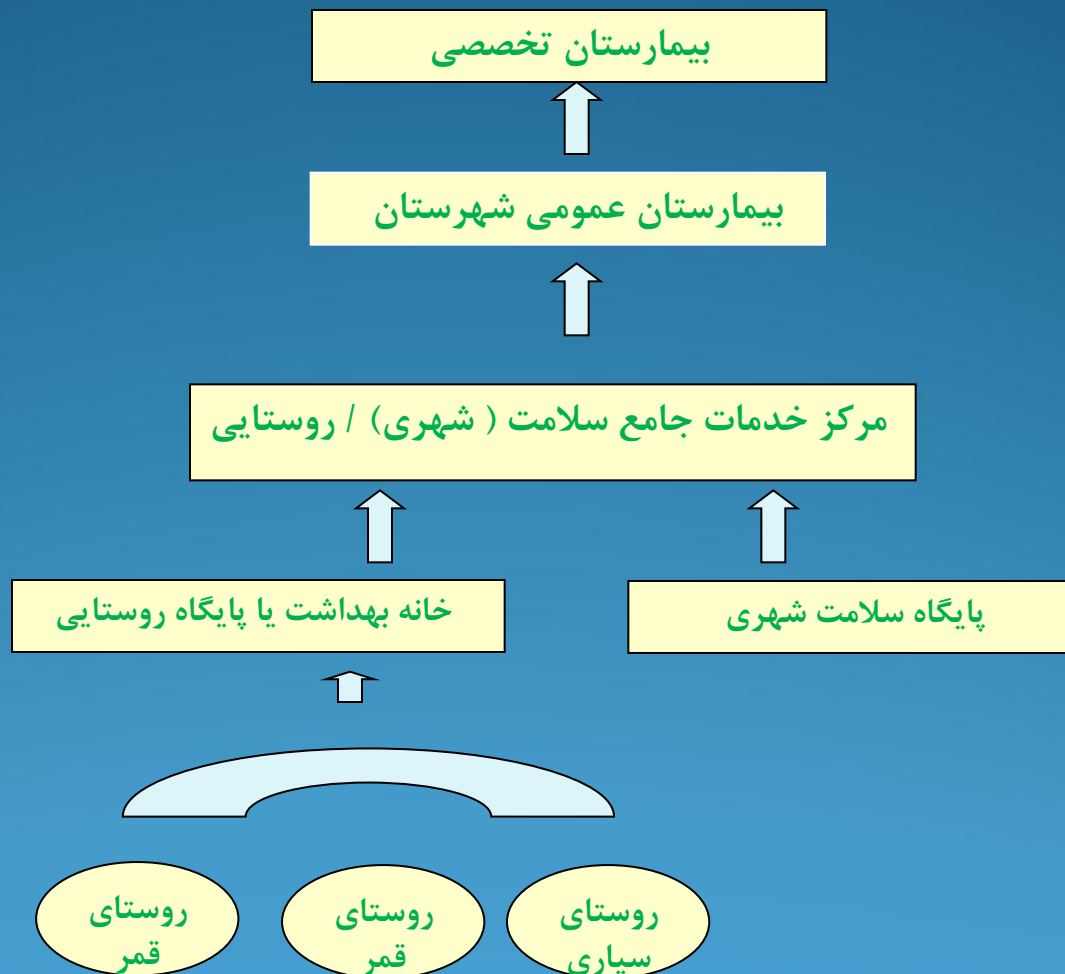 بیمارستان تخصصی
بیمارستان عمومی شهرستان
مرکز خدمات جامع سلامت ( شهری) / روستایی
پایگاه سلامت شهری
خانه بهداشت یا پایگاه روستایی
روستای
سیاری
روستای
قمر
روستای
قمر